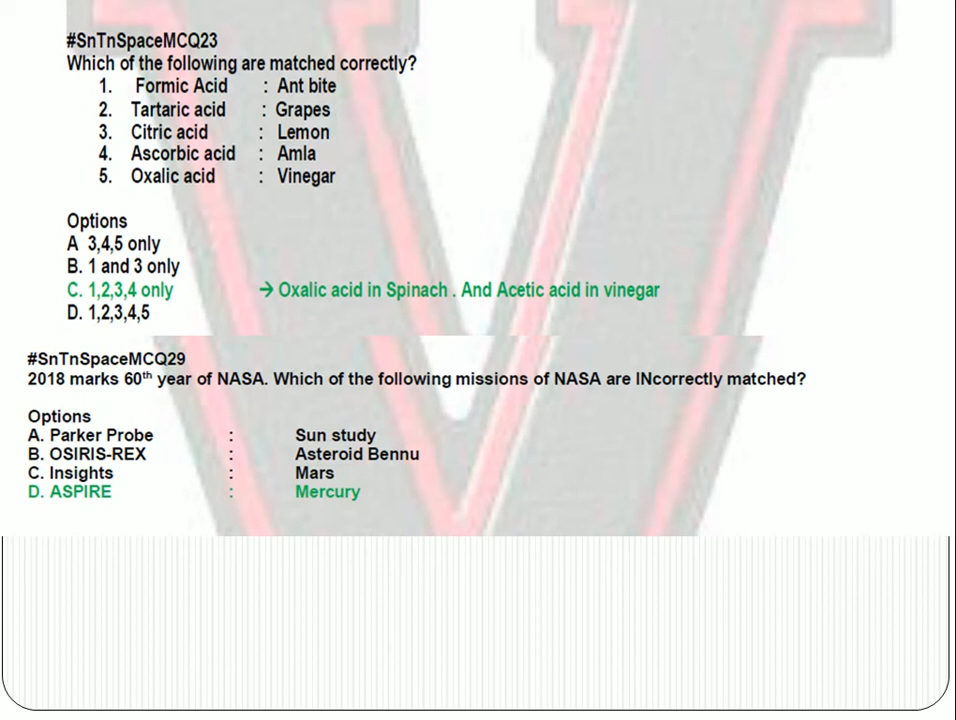 #SnTnSpaceMCQ23
Which of the following are matched correctly?
1. Formic Acid : Ant bite
2. Tartaric acid : Grapes
3. Citric acid : Lemon
4. Ascorbic acid : Amla
5. Oxalic acid : Vinegar
Options
A 3,4,5 only
B. 1 and 3 only
C. 1,2,3,4 only → Oxalic acid in Spinach . And Acetic acid in vinegar
D. 1,2,3,4,5
#SnTnSpaceMCQ29
2018 marks 60th year of NASA. Which of the following missions of NASA are INcorrectly matched?
Options
A. Parker Probe : Sun study
B. OSIRIS-REX : Asteroid Bennu
C. Insights : Mars
D. ASPIRE : Mercury